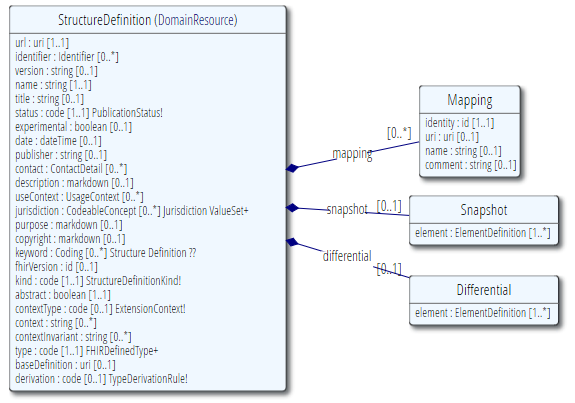 StructureDefinition (DomainResource)
url : uri [1..1]
identifier : Identifier [0..*]
version : string [0..1]
name : string [1..1]
title : string [0..1]
status : code [1..1] PublicationStatus!
experimental : boolean [0..1]
date : dateTime [0..1]
publisher : string [0..1]
contact : ContactDetail [0..*]
description : markdown [0..1]
useContext : UsageContext [0..*]
jurisdiction : CodeableConcept [0..*] Jurisdiction ValueSet+
purpose : markdown [0..1]
copyright : markdown [0..1]
keyword : Coding [0..*] Structure Definition ??
fhirVersion : id [0..1]
kind : code [1..1] StructureDefinitionKind!
abstract : boolean [1..1]
contextType : code [0..1] ExtensionContext!
context : string [0..*]
contextInvariant : string [0..*]
type : code [1..1] FHIRDefinedType+
baseDefinition : uri [0..1]
derivation : code [0..1] TypeDerivationRule!
mapping
[0..*]
Mapping
identity : id [1..1]
uri : uri [0..1]
name : string [0..1]
comment : string [0..1]
snapshot
[0..1]
Snapshot
element : ElementDefinition [1..*]
differential
[0..1]
Differential
element : ElementDefinition [1..*]